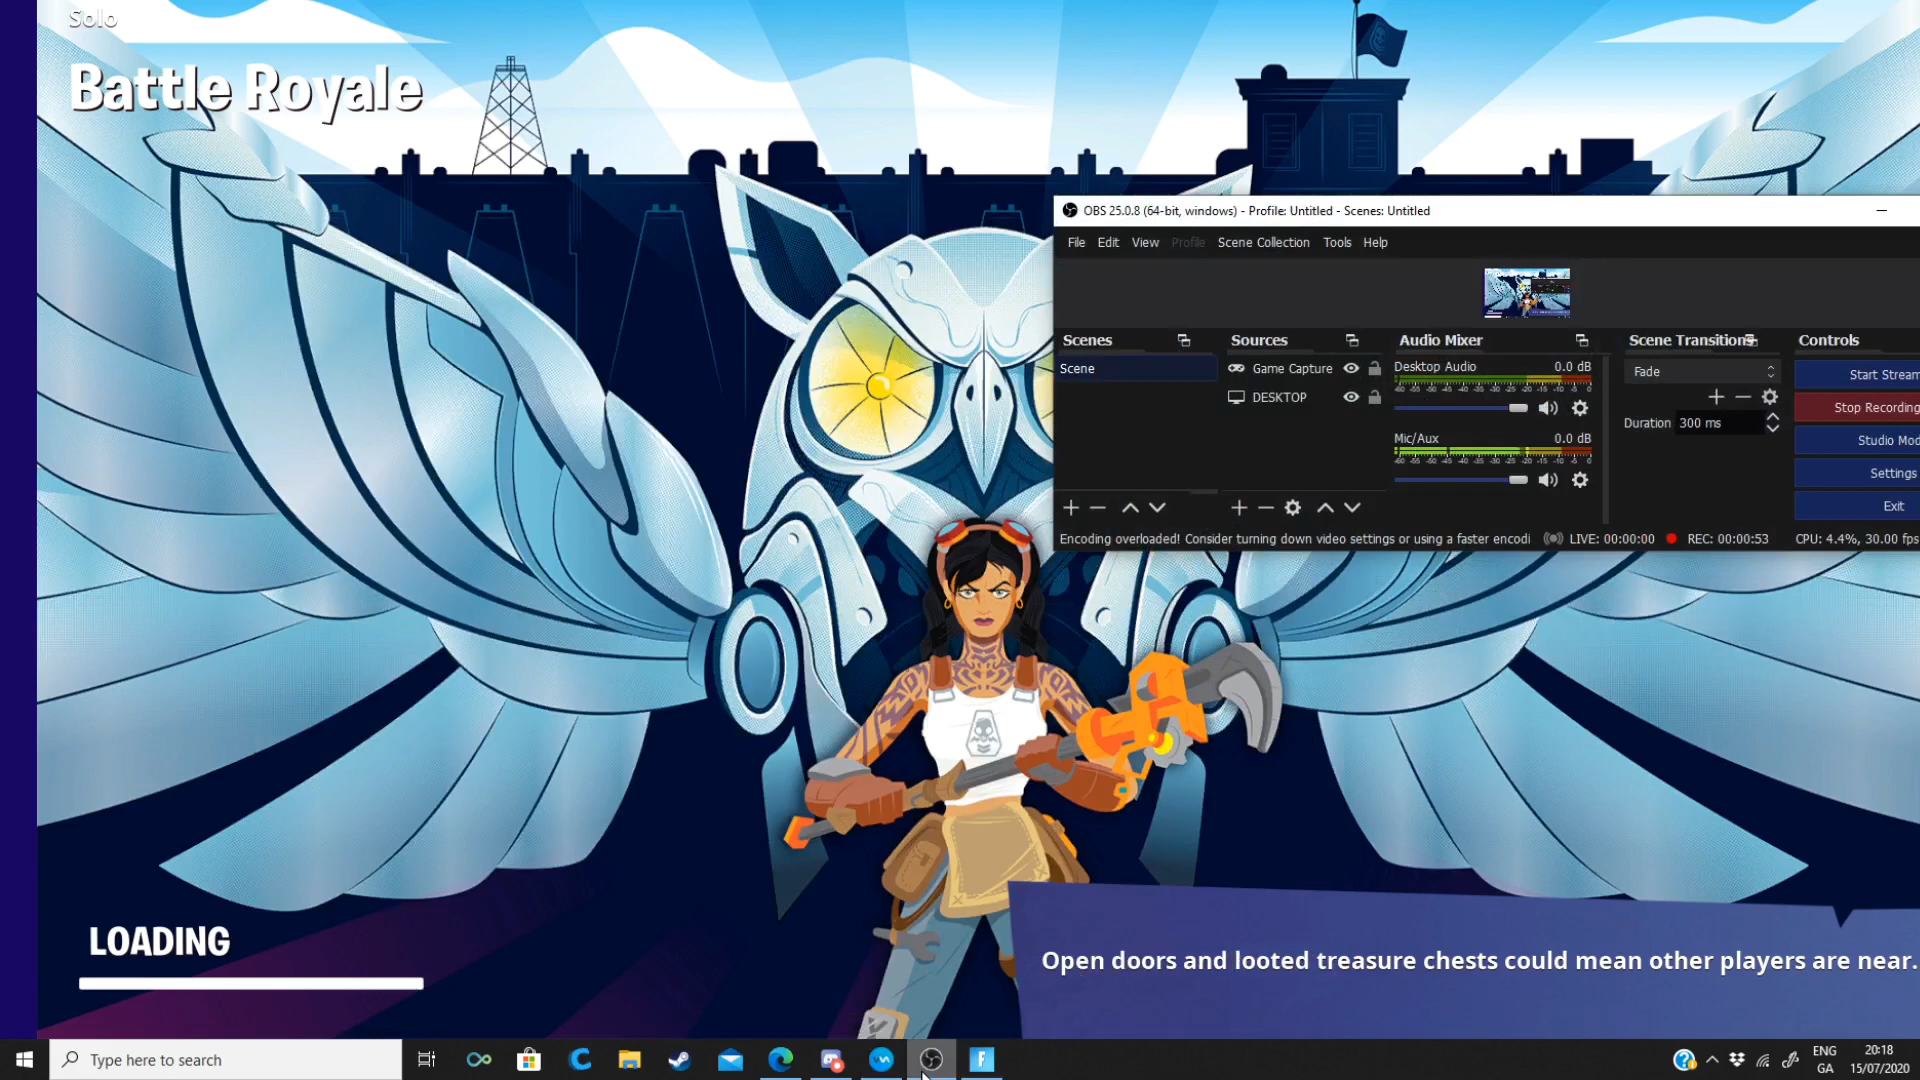 Solo
Battle Royale
OBS 25.0.8 (64-bit, windows) - Profile: Untitled - Scenes: Untitled
File Edit View Profile Scene Collection Tools Help
Scenes Sources Audio Mixer Scene Transitions Controls
Scene Game Capture Desktop Audio 0.0 dB Fade Start Stream
DESKTOP Stop Recording
Duration 300 ms
Mic/Aux 0.0 dB Studio Mod
Settings
Exit
Encoding overloaded! Consider turning down video settings or using a faster encodi LIVE: 00:00:00 REC: 00:00:53 CPU: 4.4%, 30.00 fps
LOADING
Open doors and looted treasure chests could mean other players are near.
Type here to search
ENG 20:18
GA 15/07/2020